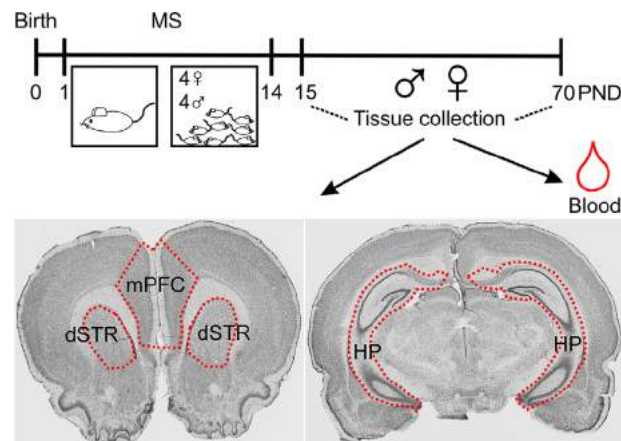 Birth MS
0 1 14 15 70 PND
4♀
4♂
♂ ♀
Tissue collection
Blood
mPFC
dSTR dSTR
HP HP